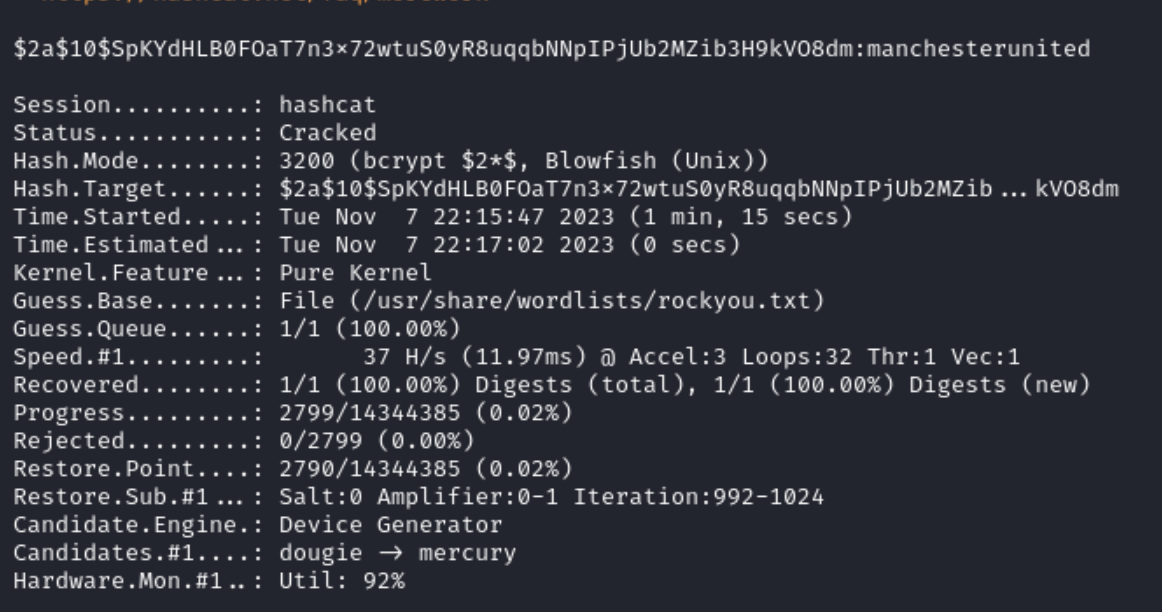 $2a$10$SpKYdHLB0FOaT7n3×72wtuS0yR8uqqbNNpIPjUb2MZib3H9kVO8dm:manchesterunited
Session..........: hashcat
Status...........: Cracked
Hash.Mode........: 3200 (bcrypt $2*$, Blowfish (Unix))
Hash.Target......: $2a$10$SpKYdHLB0FOaT7n3×72wtuS0yR8uqqbNNpIPjUb2MZib...kVO8dm
Time.Started.....: Tue Nov  7 22:15:47 2023 (1 min, 15 secs)
Time.Estimated...: Tue Nov  7 22:17:02 2023 (0 secs)
Kernel.Feature...: Pure Kernel
Guess.Base.......: File (/usr/share/wordlists/rockyou.txt)
Guess.Queue......: 1/1 (100.00%)
Speed.#1.........:       37 H/s (11.97ms) @ Accel:3 Loops:32 Thr:1 Vec:1
Recovered........: 1/1 (100.00%) Digests (total), 1/1 (100.00%) Digests (new)
Progress.........: 2799/14344385 (0.02%)
Rejected.........: 0/2799 (0.00%)
Restore.Point....: 2790/14344385 (0.02%)
Restore.Sub.#1...: Salt:0 Amplifier:0-1 Iteration:992-1024
Candidate.Engine.: Device Generator
Candidates.#1....: dougie → mercury
Hardware.Mon.#1..: Util: 92%